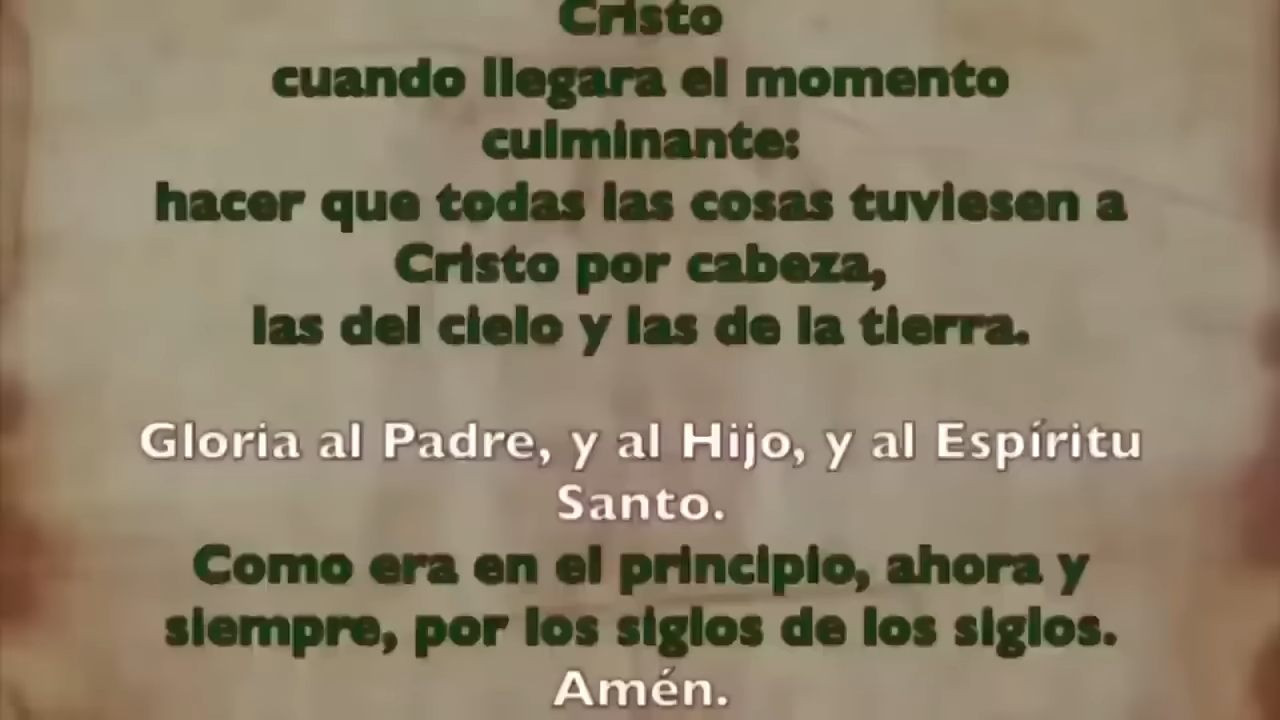 Cristo
cuando llegara el momento
culminante:
hacer que todas las cosas tuviesen a
Cristo por cabeza,
las del cielo y las de la tierra.
Gloria al Padre, y al Hijo, y al Espíritu
Santo.
Como era en el principio, ahora y
siempre, por los siglos de los siglos.
Amén.